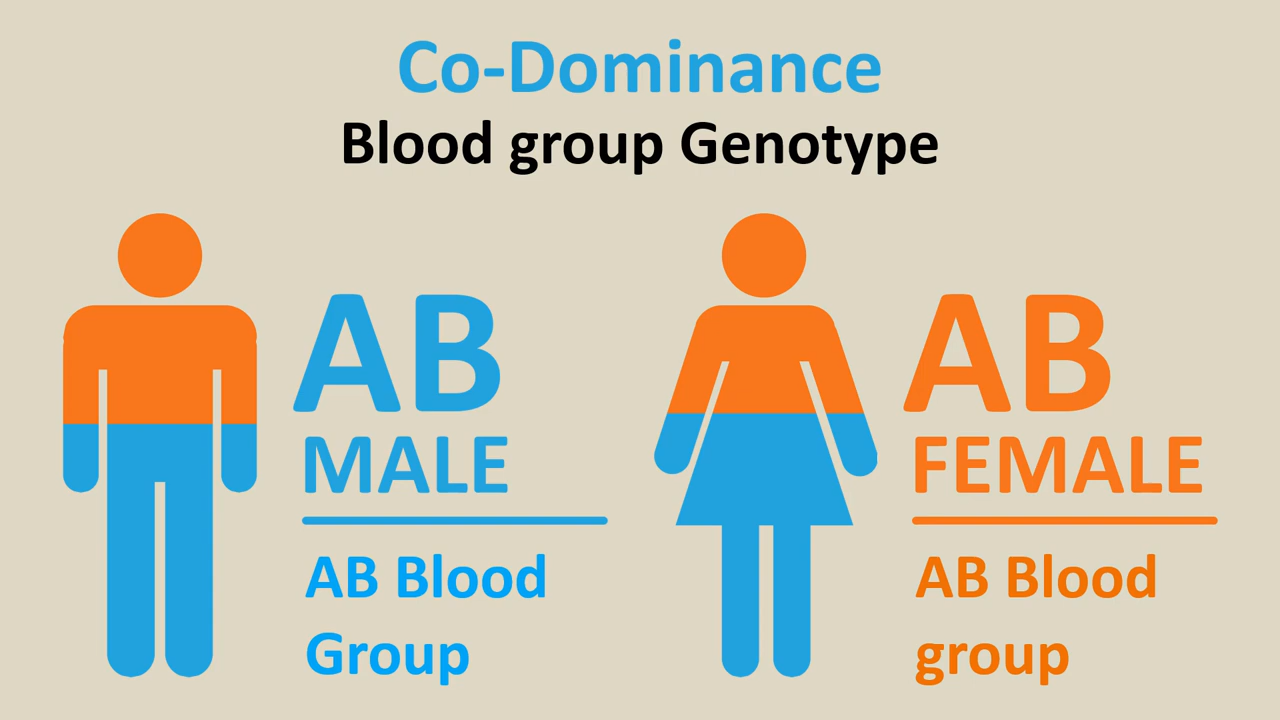 Co-Dominance
Blood group Genotype
AB
MALE
AB Blood
Group
AB
FEMALE
AB Blood
group